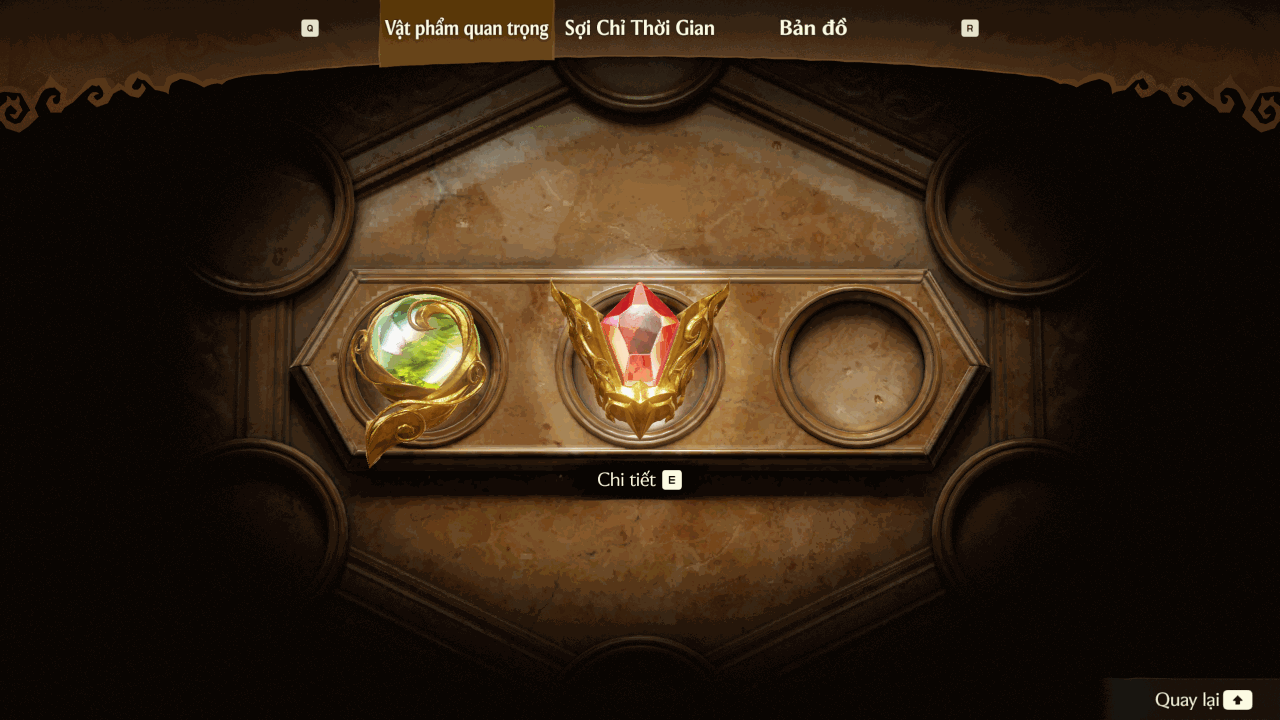 Q
Vật phẩm quan trọng
Sợi Chỉ Thời Gian
Bản đồ
R
Chi tiết E
Quay lại